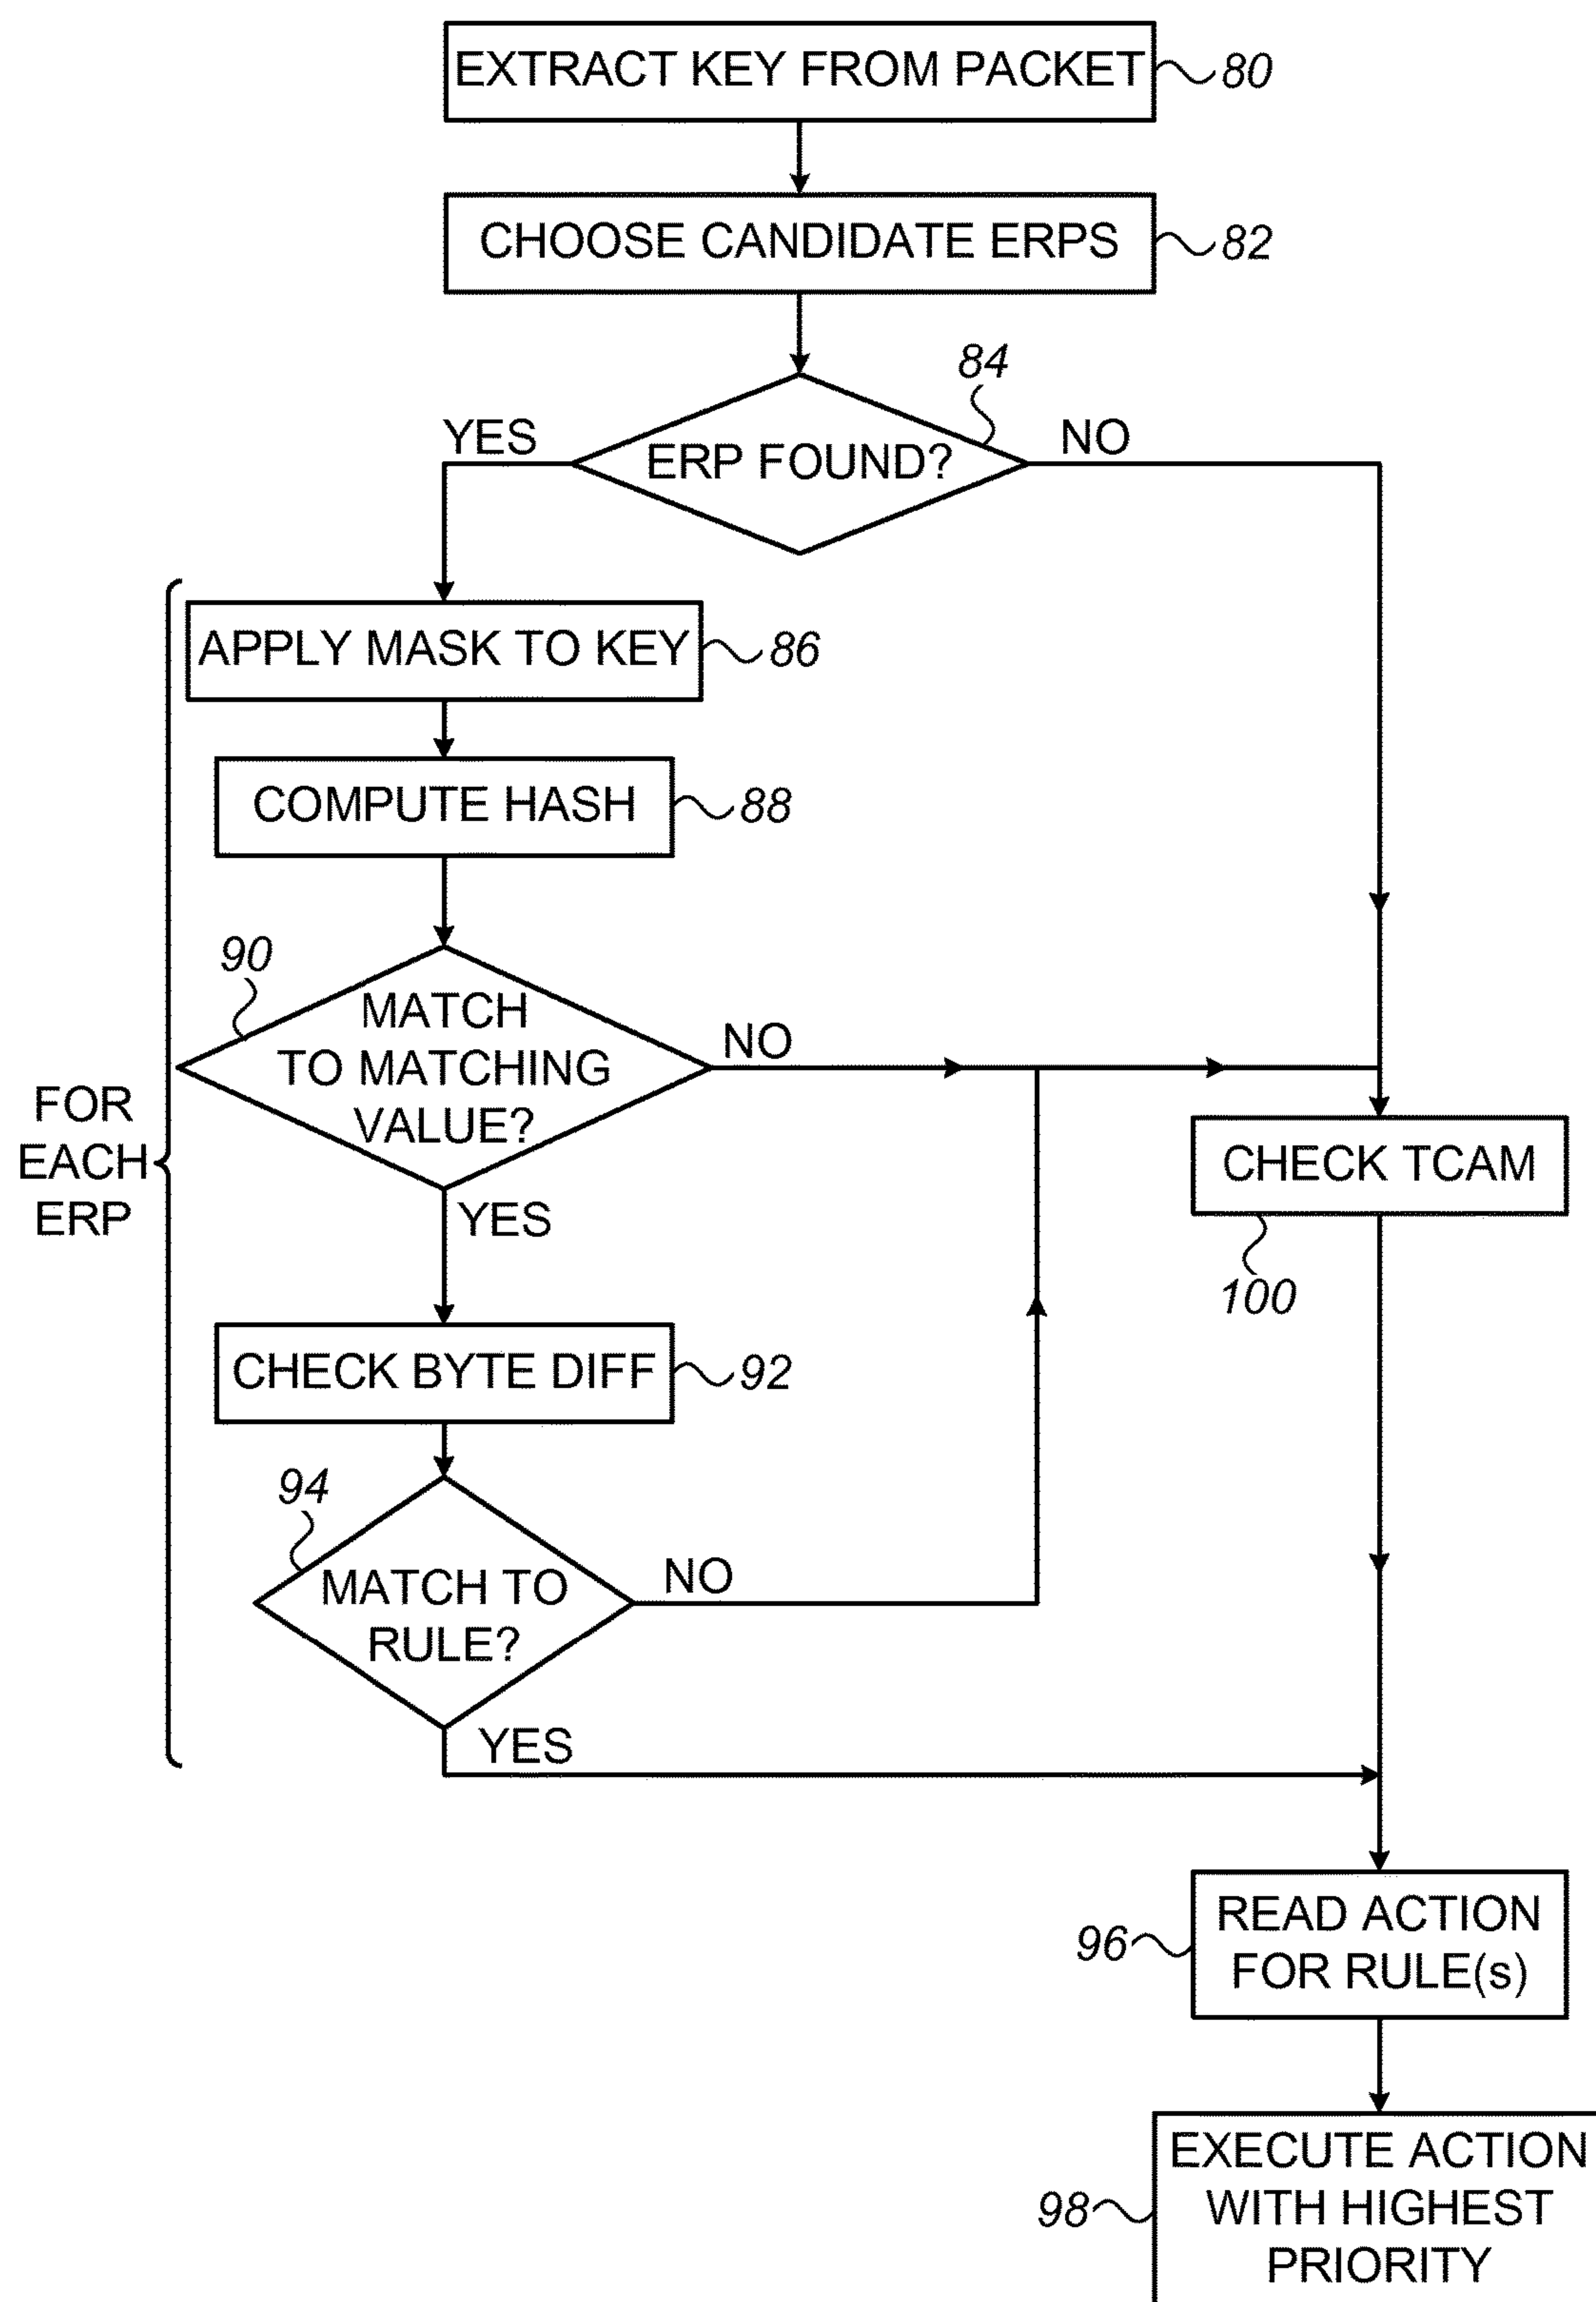 EXTRACT KEY FROM PACKET
80
CHOOSE CANDIDATE ERPS
82
84
YES
ERP FOUND?
NO
APPLY MASK TO KEY
86
COMPUTE HASH
88
90
MATCH
TO MATCHING
VALUE?
NO
FOR
EACH
ERP
YES
CHECK TCAM
100
CHECK BYTE DIFF
92
94
MATCH TO
RULE?
NO
YES
96
READ ACTION
FOR RULE(s)
98
EXECUTE ACTION
WITH HIGHEST
PRIORITY